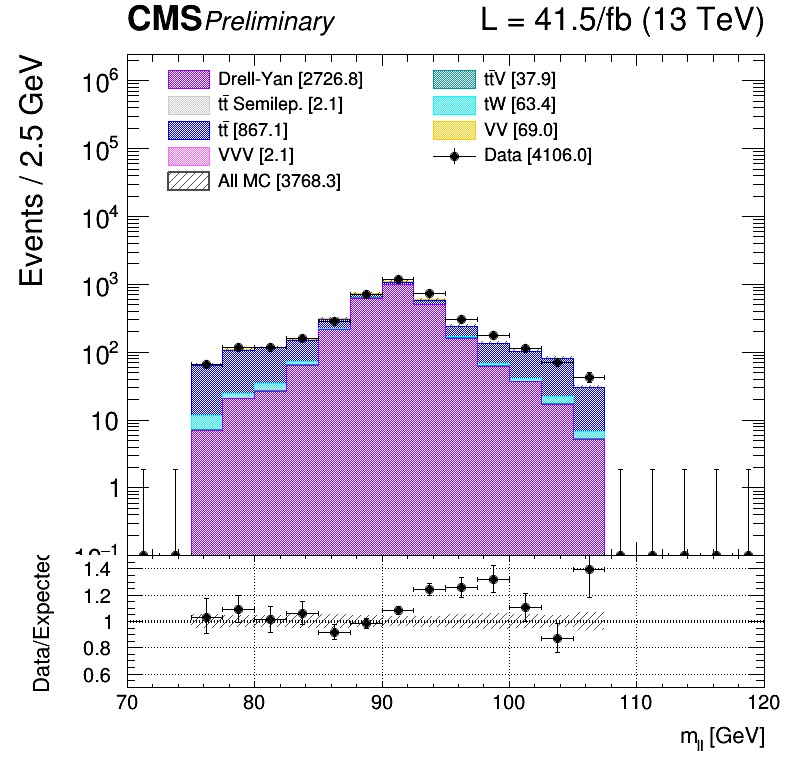 CMS Preliminary L = 41.5/fb (13 TeV)
Events / 2.5 GeV
10⁶
10⁵
10⁴
10³
10²
10
1
10⁻¹
Drell-Yan [2726.8]
tt̄ Semilep. [2.1]
tt̄ [867.1]
VVV [2.1]
All MC [3768.3]
tt̄V [37.9]
tW [63.4]
VV [69.0]
Data [4106.0]
Data/Expected
1.4
1.2
1
0.8
0.6
70 80 90 100 110 120
m_ll [GeV]